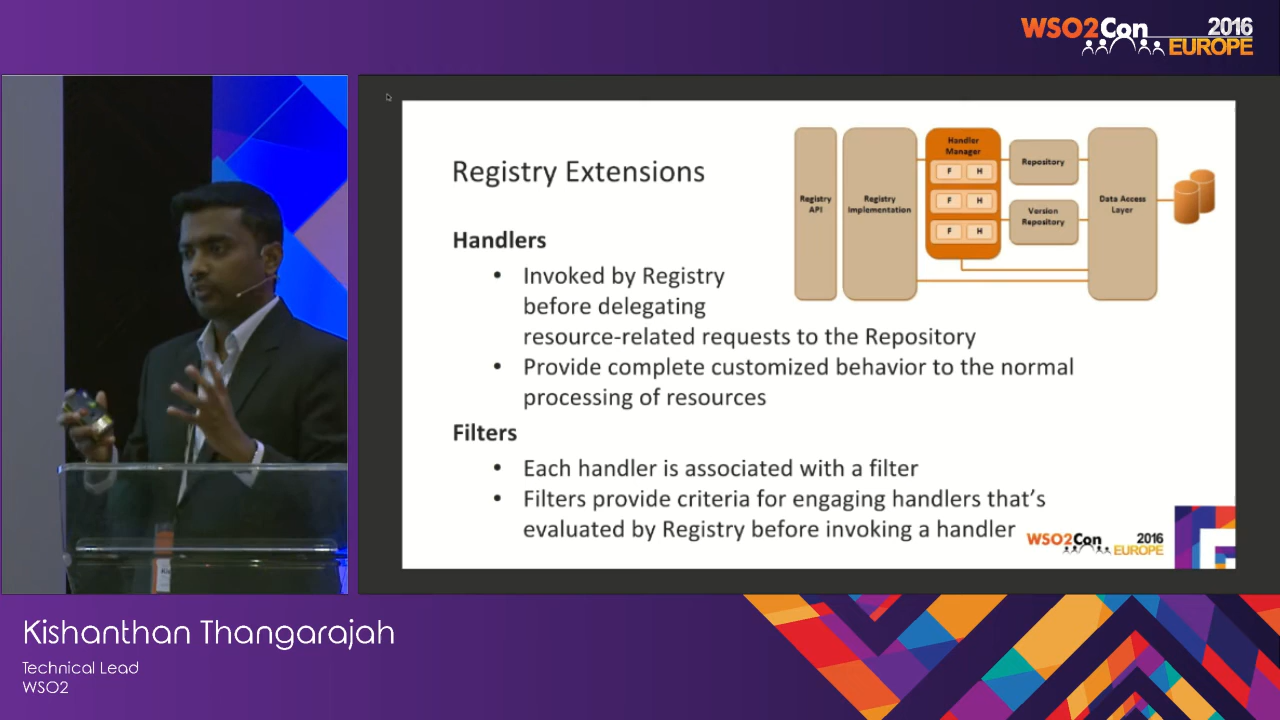 WSO2Con 2016
EUROPE
Registry Extensions
Handlers
• Invoked by Registry
before delegating
resource-related requests to the Repository
• Provide complete customized behavior to the normal
processing of resources
Filters
• Each handler is associated with a filter
• Filters provide criteria for engaging handlers that's
evaluated by Registry before invoking a handler
Registry
API
Registry
Implementation
Handler
Manager
F H
F H
F H
Repository
Version
Repository
Data Access
Layer
WSO2Con 2016
EUROPE
Kishanthan Thangarajah
Technical Lead
WSO2